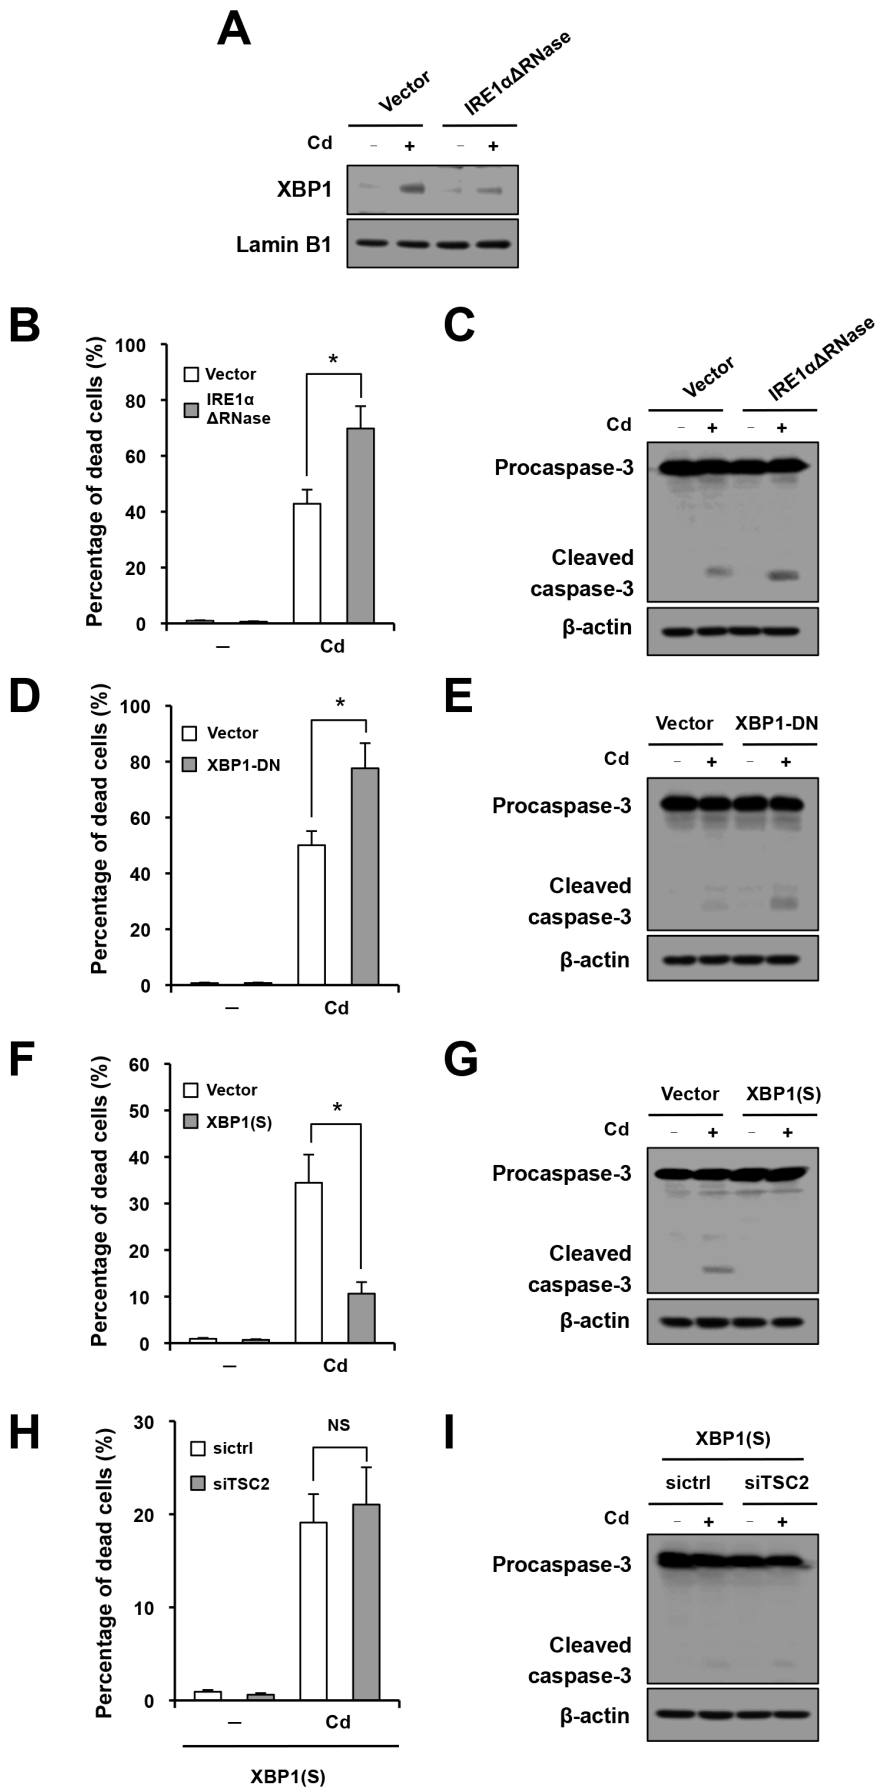 A
Vector
IRE1αΔRNase
Cd – + – +
XBP1
Lamin B1
B
Percentage of dead cells (%)
100
80
60
40
20
0
Vector
IRE1α
ΔRNase
*
– Cd
C
Vector
IRE1αΔRNase
Cd – + – +
Procaspase-3
Cleaved
caspase-3
β-actin
D
Percentage of dead cells (%)
100
80
60
40
20
0
Vector
XBP1-DN
*
– Cd
E
Vector XBP1-DN
Cd – + – +
Procaspase-3
Cleaved
caspase-3
β-actin
F
Percentage of dead cells (%)
60
50
40
30
20
10
0
Vector
XBP1(S)
*
– Cd
G
Vector XBP1(S)
Cd – + – +
Procaspase-3
Cleaved
caspase-3
β-actin
H
Percentage of dead cells (%)
30
20
10
0
sictrl
siTSC2
NS
– Cd
XBP1(S)
I
XBP1(S)
sictrl siTSC2
Cd – + – +
Procaspase-3
Cleaved
caspase-3
β-actin